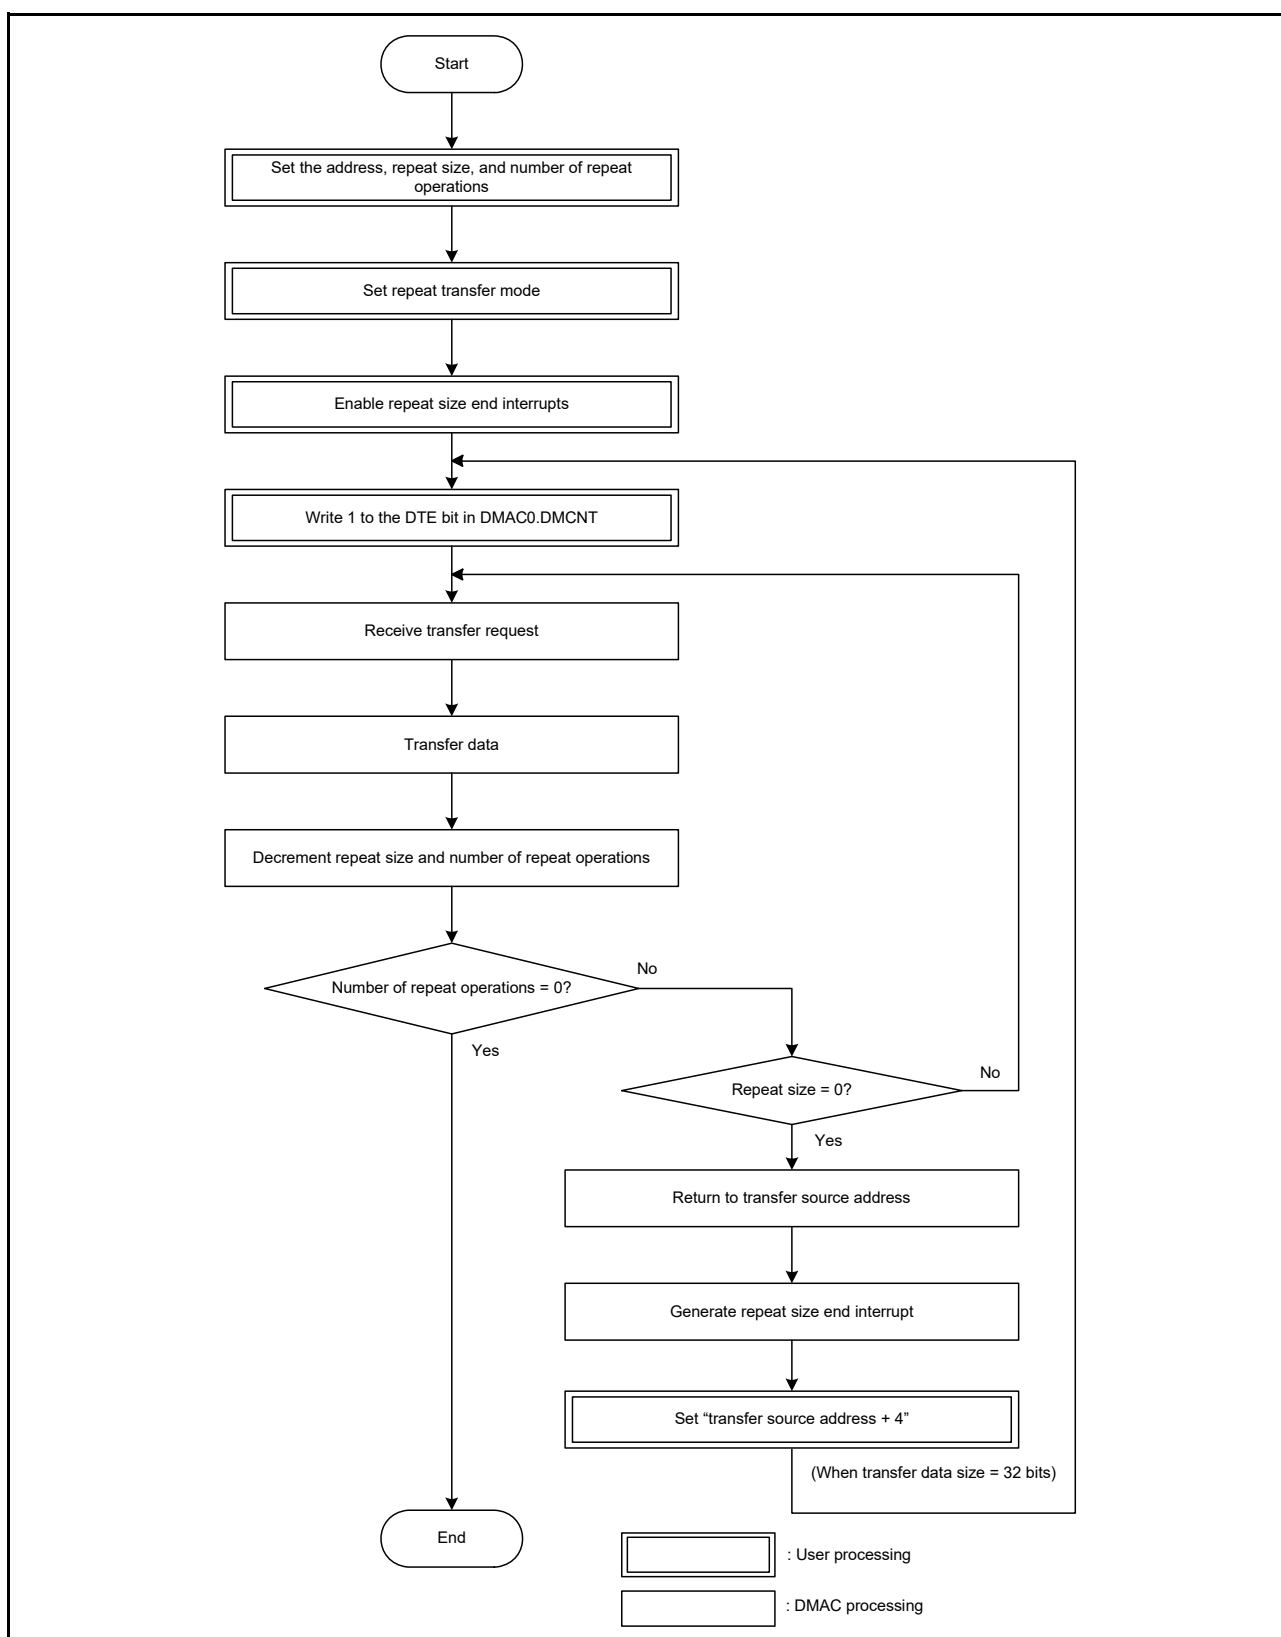 Start
Set the address, repeat size, and number of repeat
operations
Set repeat transfer mode
Enable repeat size end interrupts
Write 1 to the DTE bit in DMAC0.DMCNT
Receive transfer request
Transfer data
Decrement repeat size and number of repeat operations
No
Number of repeat operations = 0?
Yes
No
Repeat size = 0?
Yes
Return to transfer source address
Generate repeat size end interrupt
Set “transfer source address + 4”
(When transfer data size = 32 bits)
End
: User processing
: DMAC processing